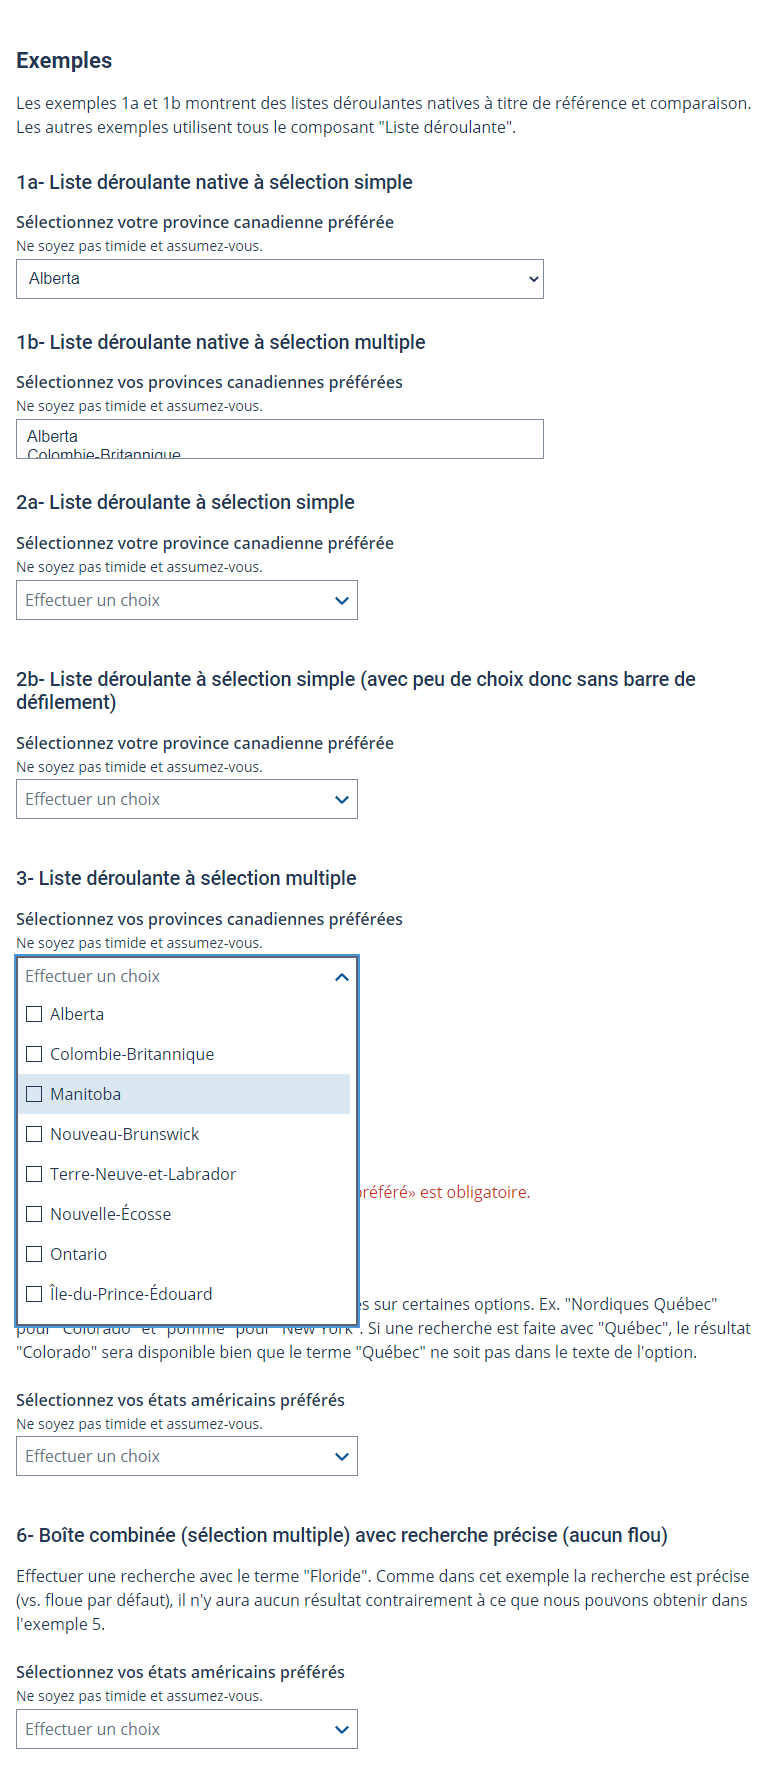 Exemples
Les exemples 1a et 1b montrent des listes déroulantes natives à titre de référence et comparaison.
Les autres exemples utilisent tous le composant "Liste déroulante".
1a- Liste déroulante native à sélection simple
Sélectionnez votre province canadienne préférée
Ne soyez pas timide et assumez-vous.
Alberta
1b- Liste déroulante native à sélection multiple
Sélectionnez vos provinces canadiennes préférées
Ne soyez pas timide et assumez-vous.
Alberta
Colombie-Britannique
2a- Liste déroulante à sélection simple
Sélectionnez votre province canadienne préférée
Ne soyez pas timide et assumez-vous.
Effectuer un choix
2b- Liste déroulante à sélection simple (avec peu de choix donc sans barre de
défilement)
Sélectionnez votre province canadienne préférée
Ne soyez pas timide et assumez-vous.
Effectuer un choix
3- Liste déroulante à sélection multiple
Sélectionnez vos provinces canadiennes préférées
Ne soyez pas timide et assumez-vous.
Effectuer un choix
Alberta
Colombie-Britannique
Manitoba
Nouveau-Brunswick
Terre-Neuve-et-Labrador
préféré» est obligatoire.
Nouvelle-Écosse
Ontario
Île-du-Prince-Édouard
s sur certaines options. Ex. "Nordiques Québec"
pour "Colorado" et "pomme" pour "New York". Si une recherche est faite avec "Québec", le résultat
"Colorado" sera disponible bien que le terme "Québec" ne soit pas dans le texte de l'option.
Sélectionnez vos états américains préférés
Ne soyez pas timide et assumez-vous.
Effectuer un choix
6- Boîte combinée (sélection multiple) avec recherche précise (aucun flou)
Effectuer une recherche avec le terme "Floride". Comme dans cet exemple la recherche est précise
(vs. floue par défaut), il n'y aura aucun résultat contrairement à ce que nous pouvons obtenir dans
l'exemple 5.
Sélectionnez vos états américains préférés
Ne soyez pas timide et assumez-vous.
Effectuer un choix